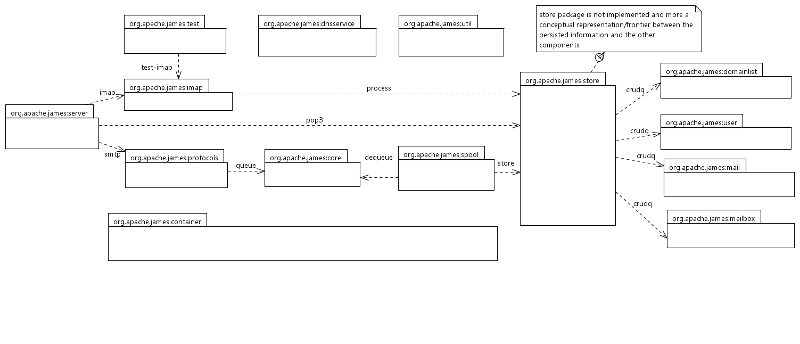 store package is not implemented and more a
conceptual representation/frontier between the
persisted information and the other
components
org.apache.james:test
org.apache.james:dnsservice
org.apache.james:util
test-imap
org.apache.james:store
org.apache.james:domainlist
org.apache.james:imap
process
imap
crudq
org.apache.james:server
pop3
org.apache.james:user
crudq
smtp
org.apache.james:protocols
queue
org.apache.james:core
decueue
org.apache.james:spool
store
crudq
org.apache.james:mail
crudq
org.apache.james:mailbox
org.apache.james:container